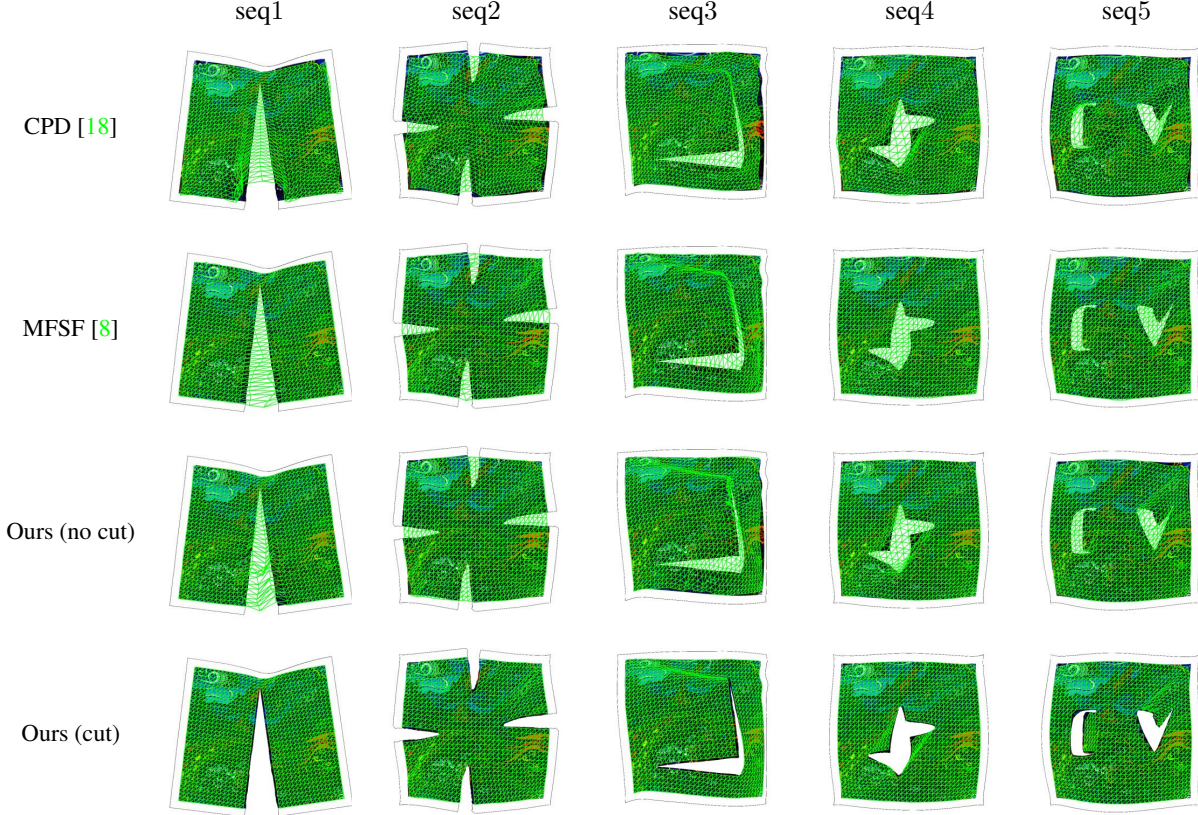 seq1 seq2 seq3 seq4 seq5
CPD [18]
MFSF [8]
Ours (no cut)
Ours (cut)